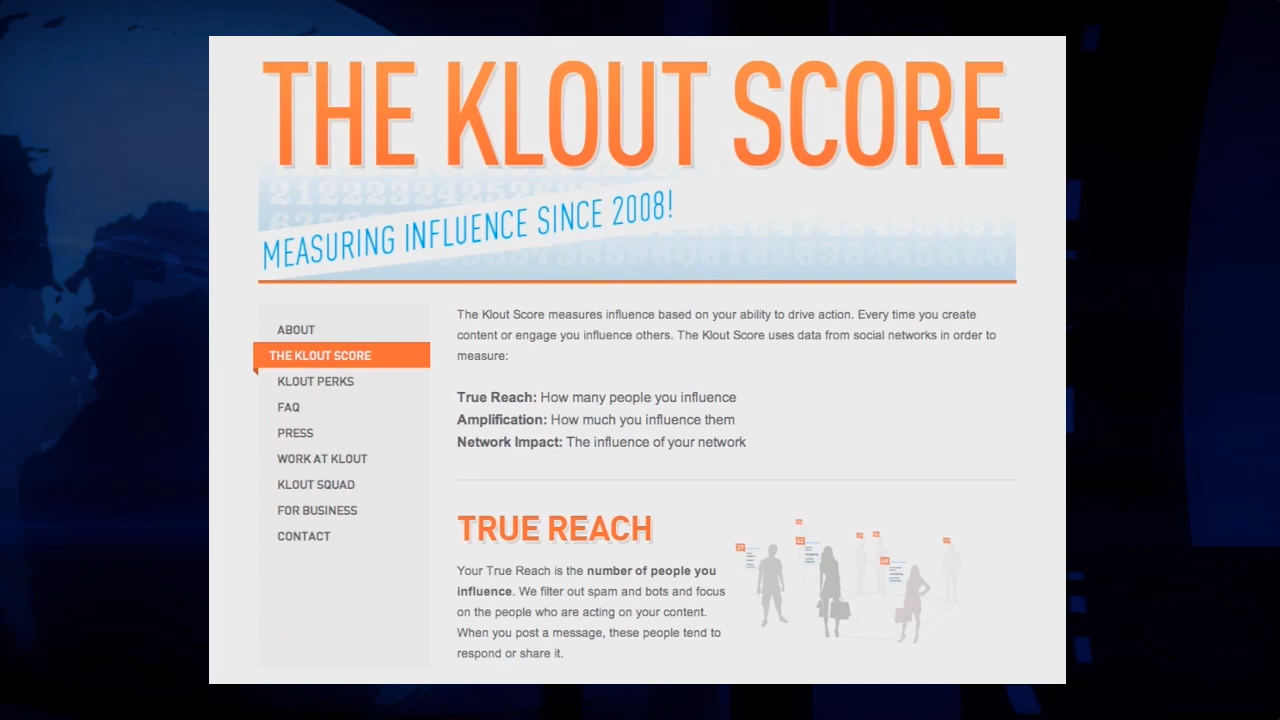 THE KLOUT SCORE
MEASURING INFLUENCE SINCE 2008!
ABOUT
THE KLOUT SCORE
KLOUT PERKS
FAQ
PRESS
WORK AT KLOUT
KLOUT SQUAD
FOR BUSINESS
CONTACT
The Klout Score measures influence based on your ability to drive action. Every time you create
content or engage you influence others. The Klout Score uses data from social networks in order to
measure:
True Reach: How many people you influence
Amplification: How much you influence them
Network Impact: The influence of your network
TRUE REACH
Your True Reach is the number of people you
influence. We filter out spam and bots and focus
on the people who are acting on your content.
When you post a message, these people tend to
respond or share it.